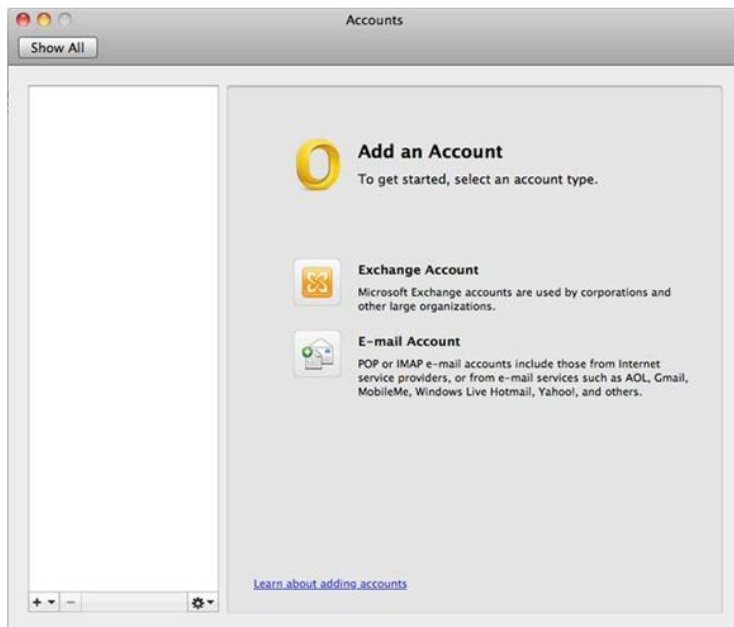 Accounts
Show All
Add an Account
To get started, select an account type.
Exchange Account
Microsoft Exchange accounts are used by corporations and
other large organizations.
E-mail Account
POP or IMAP e-mail accounts include those from Internet
service providers, or from e-mail services such as AOL, Gmail,
MobileMe, Windows Live Hotmail, Yahoo!, and others.
Learn about adding accounts